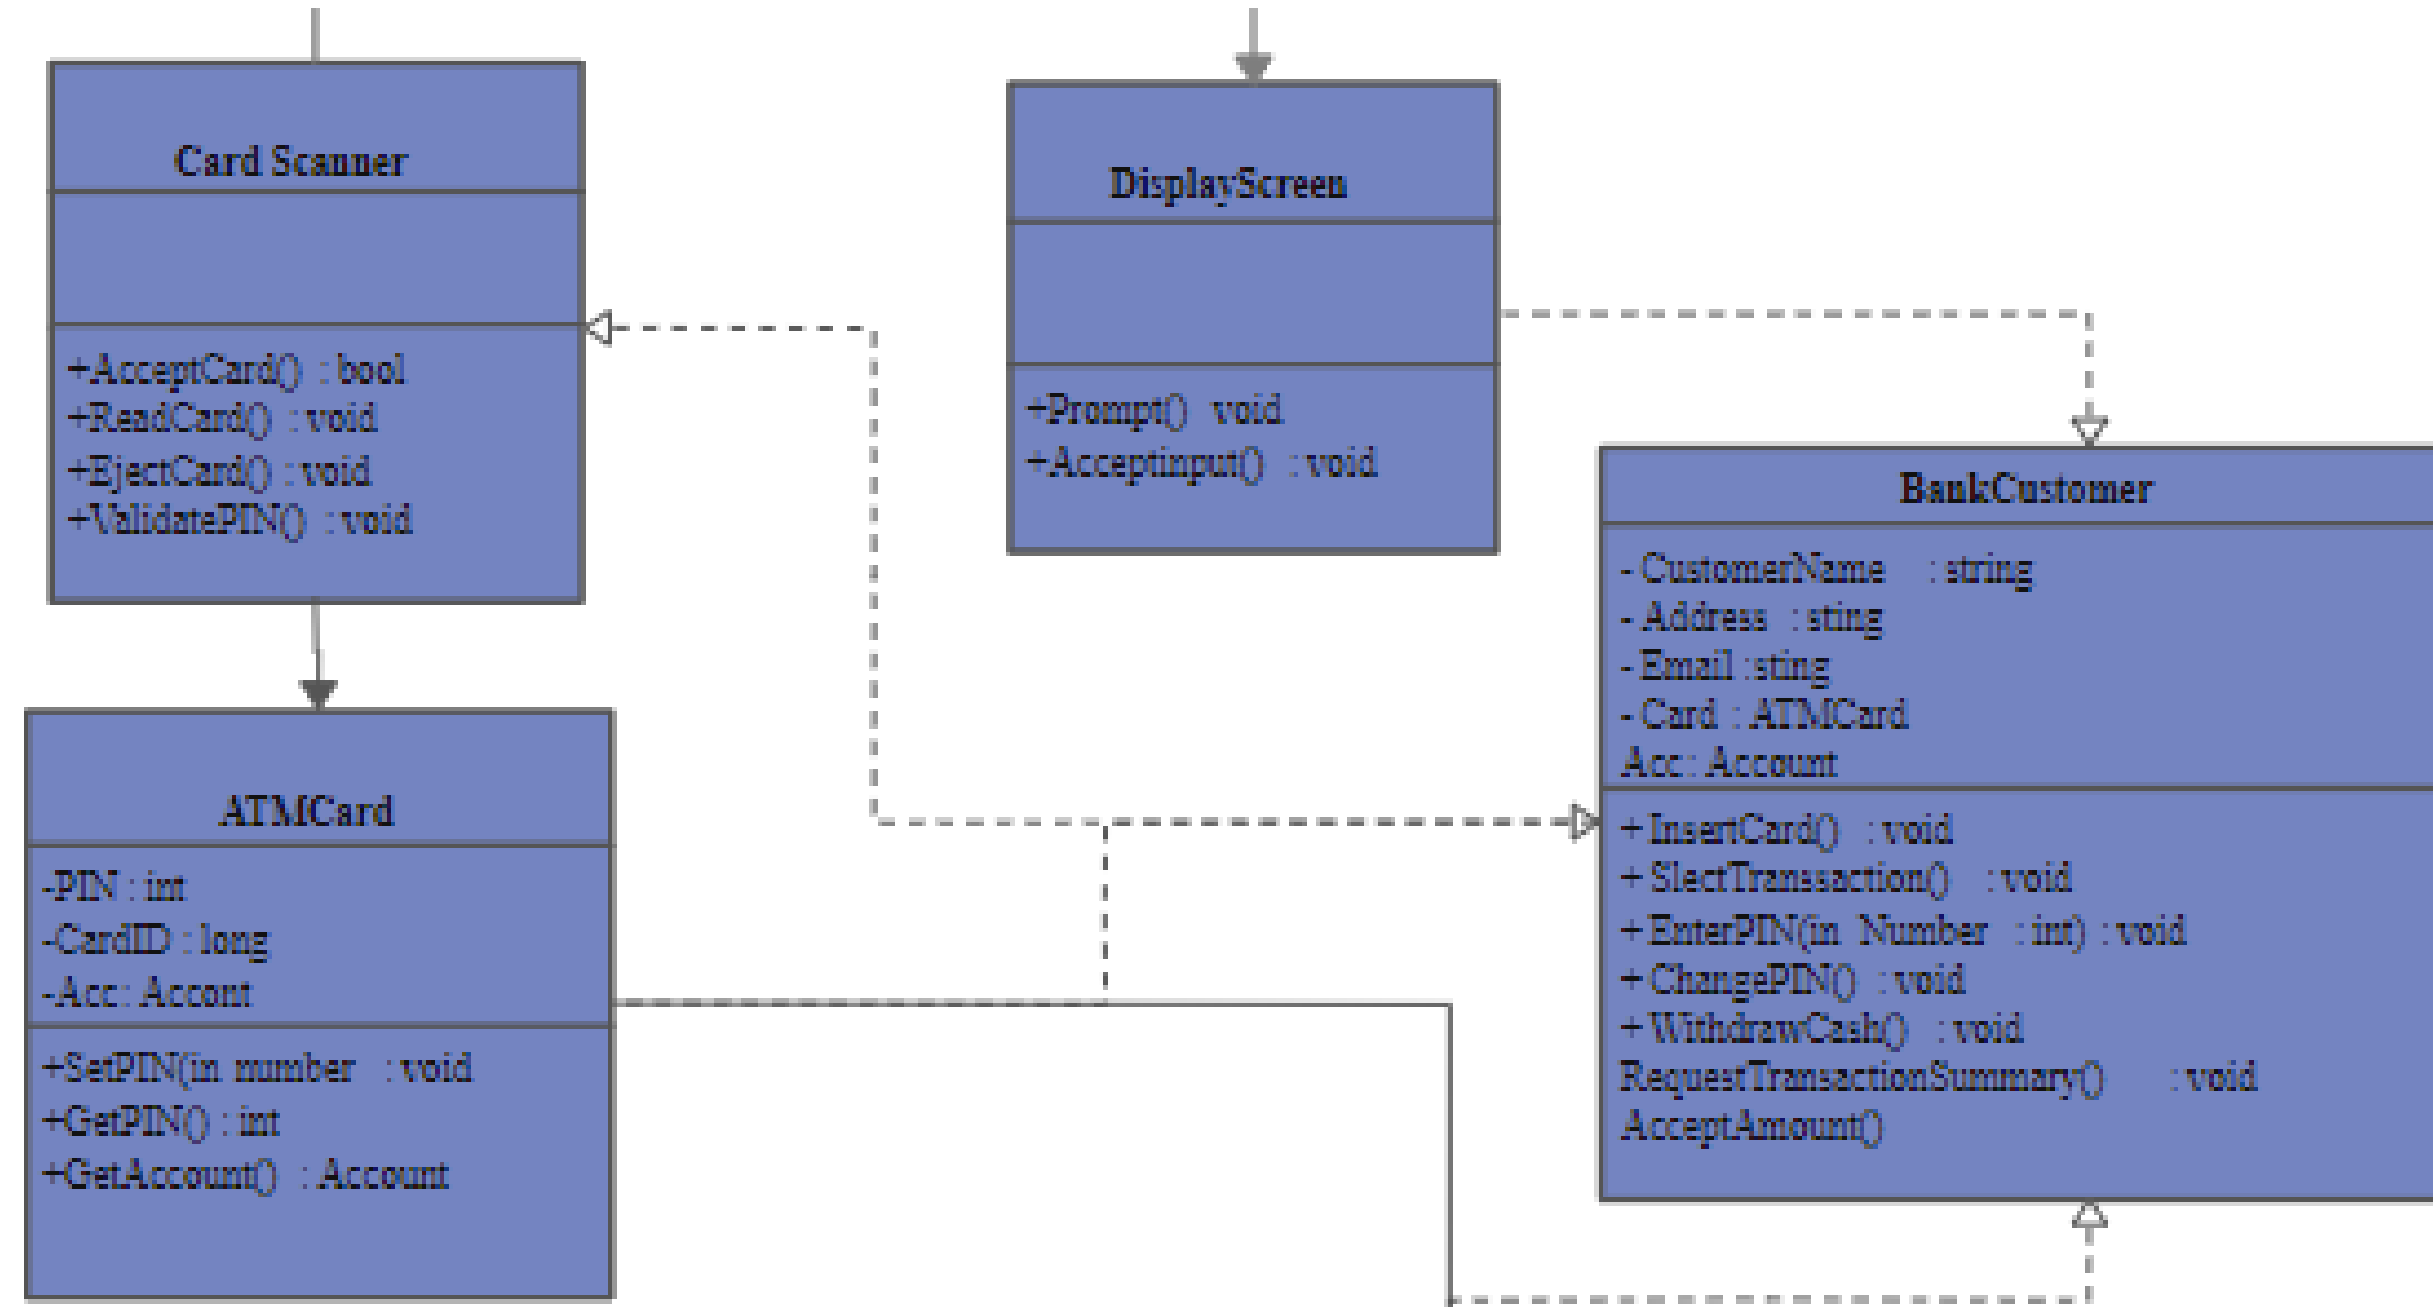 Card Scanner
+AcceptCard() : bool
+ReadCard() : void
+EjectCard() : void
+ValidatePIN() : void
DisplayScreen
+Prompt() void
+Acceptinput() : void
BankCustomer
- CustomerName : string
- Address : sting
- Email :sting
- Card : ATMCard
Acc : Account
+ InsertCard() : void
+ SlectTranssaction() : void
+ EnterPIN(in Number : int) : void
+ ChangePIN() : void
+ WithdrawCash() : void
RequestTransactionSummary() : void
AcceptAmount()
ATMCard
-PIN : int
-CardID : long
-Acc : Accont
+SetPIN(in number : void
+GetPIN() : int
+GetAccount() : Account